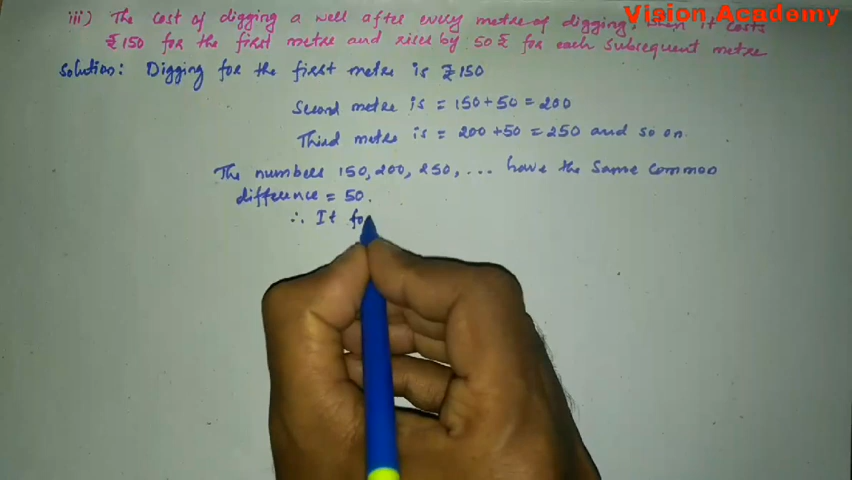 Vision Academy
iii) The cost of digging a well after every metre of digging, when it costs
₹150 for the first metre and rises by 50₹ for each subsequent metre
Solution: Digging for the first metre is ₹150
Second metre is = 150+50=200
Third metre is = 200+50=250 and so on.
The numbers 150,200,250,... have the same common
difference = 50.
∴ It fo